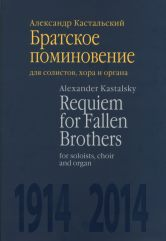 Александр Кастальский
Братское
поминовение
для солистов, хора и органа
Alexander Kastalsky
Requiem for Fallen
Brothers
for soloists, choir
and organ
1914 2014